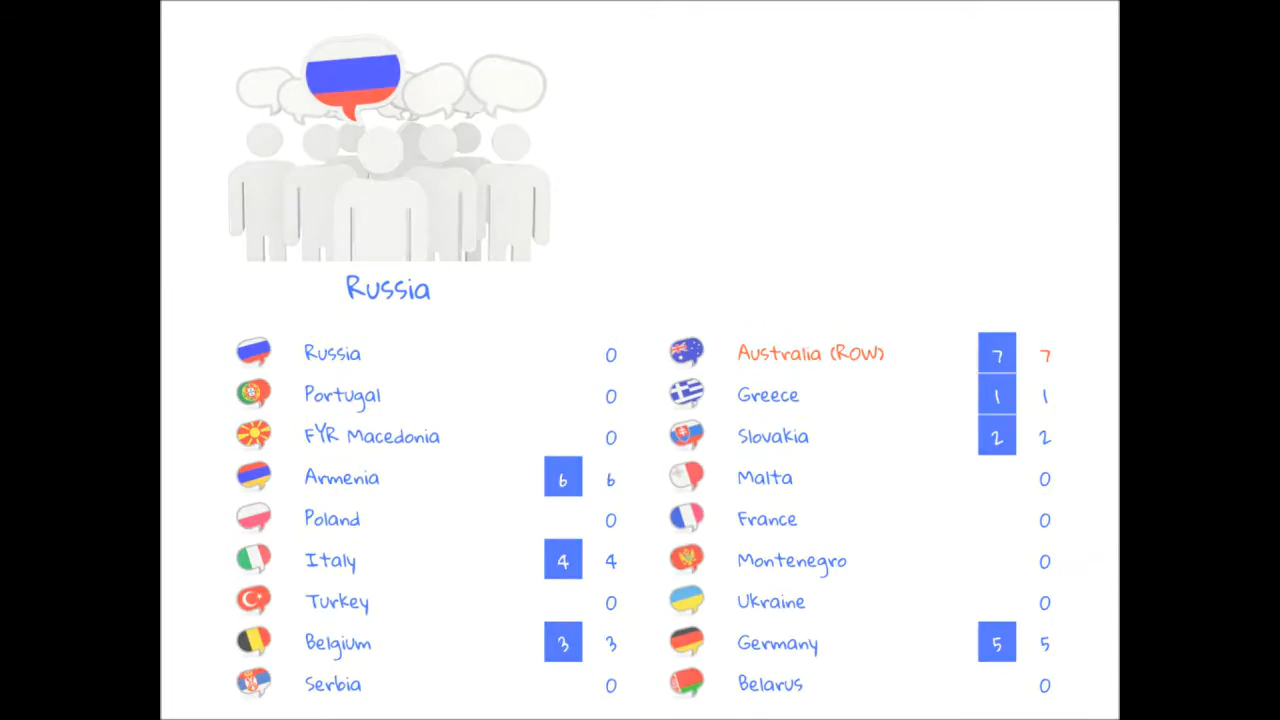 Russia
Russia 0
Portugal 0
FYR Macedonia 0
Armenia 6 6
Poland 0
Italy 4 4
Turkey 0
Belgium 3 3
Serbia 0
Australia (ROW) 7 7
Greece 1 1
Slovakia 2 2
Malta 0
France 0
Montenegro 0
Ukraine 0
Germany 5 5
Belarus 0